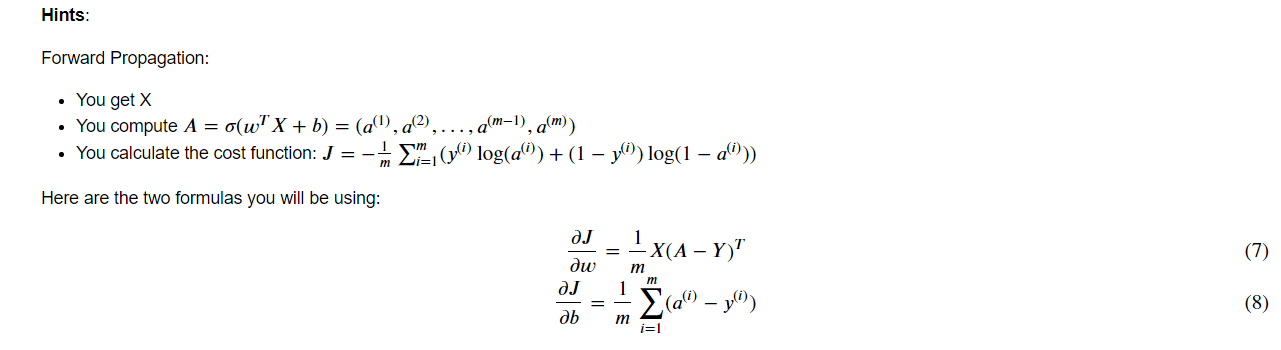 Hints:
Forward Propagation:
• You get X
• You compute A = σ(w^T X + b) = (a^(1), a^(2), . . . , a^(m−1), a^(m))
• You calculate the cost function: J = −1/m ∑_{i=1}^m (y^(i) log(a^(i)) + (1 − y^(i)) log(1 − a^(i)))
Here are the two formulas you will be using:
∂J/∂w = 1/m X(A − Y)^T (7)
∂J/∂b = 1/m ∑_{i=1}^m (a^(i) − y^(i)) (8)